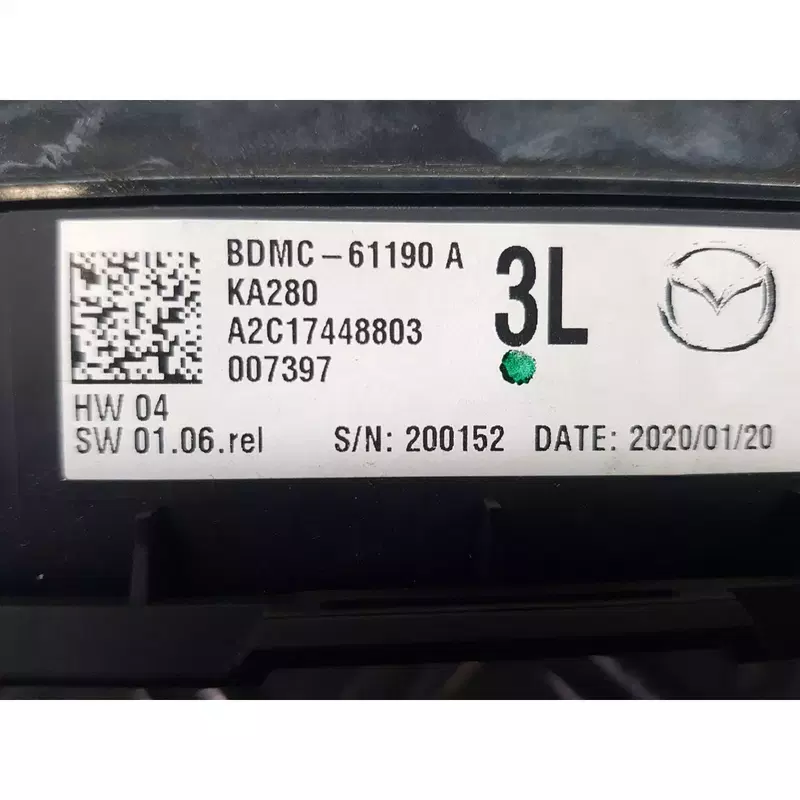 BDMC-61190 A
KA280
A2C17448803
007397
3L
HW 04
SW 01.06.rel S/N: 200152 DATE: 2020/01/20